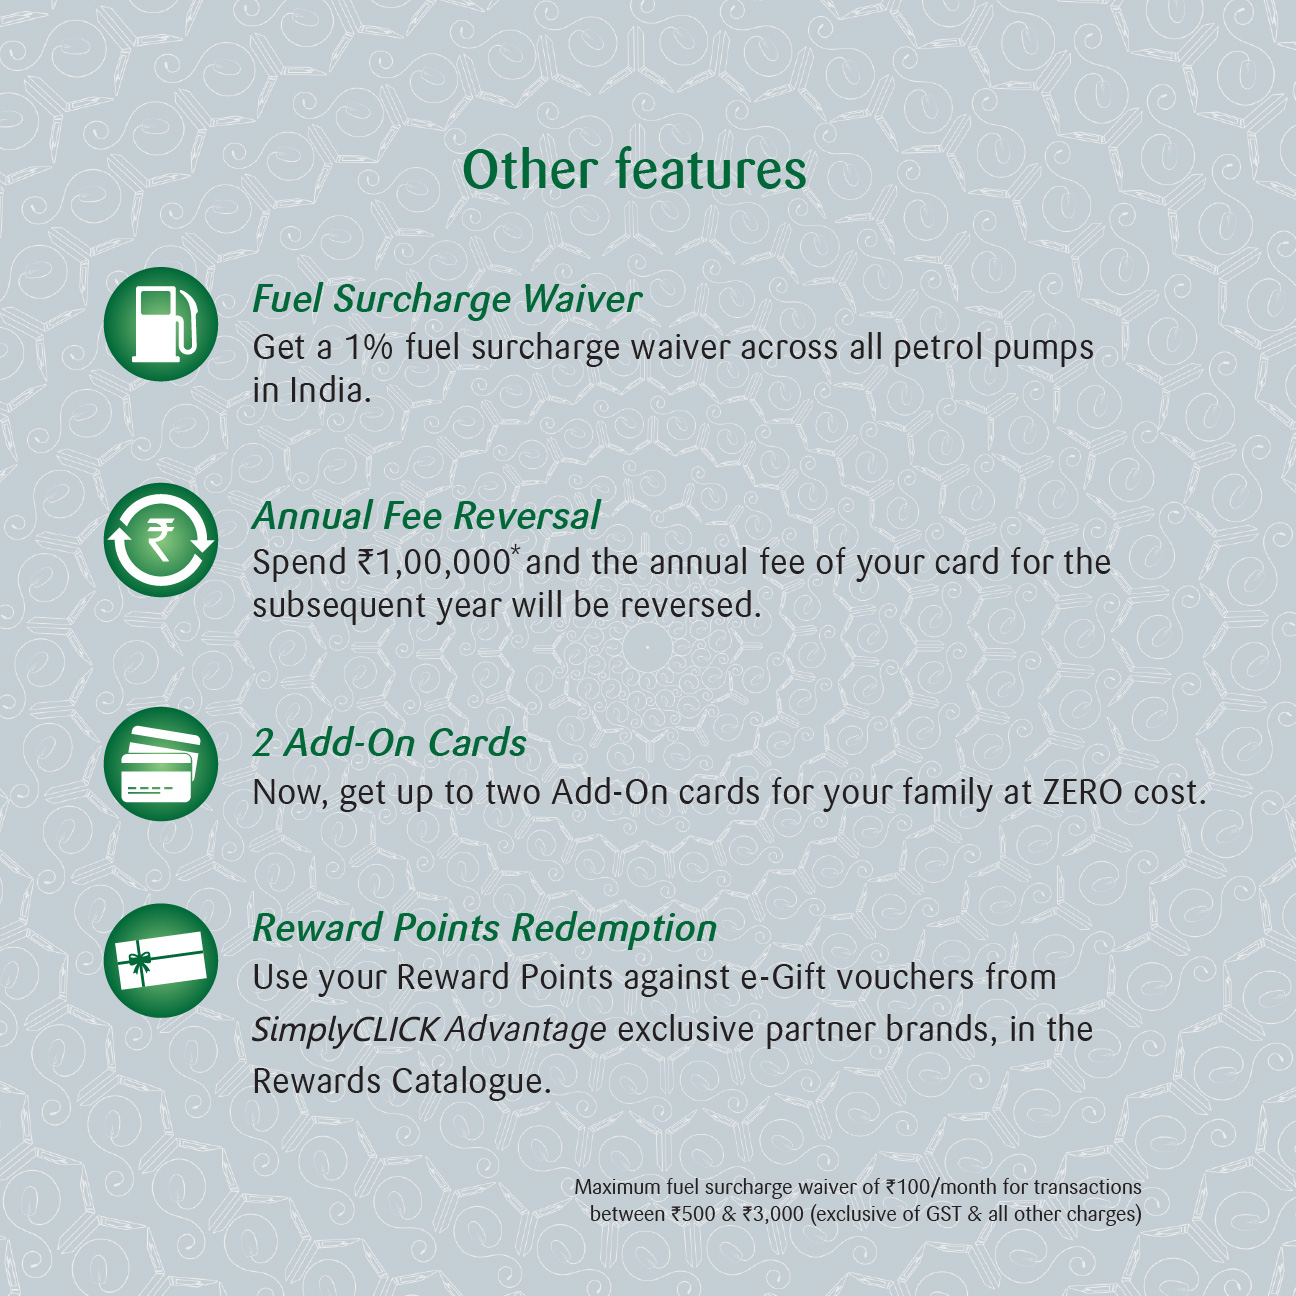 Other features
Fuel Surcharge Waiver
Get a 1% fuel surcharge waiver across all petrol pumps
in India.
₹
Annual Fee Reversal
Spend ₹1,00,000* and the annual fee of your card for the
subsequent year will be reversed.
2 Add-On Cards
Now, get up to two Add-On cards for your family at ZERO cost.
Reward Points Redemption
Use your Reward Points against e-Gift vouchers from
SimplyCLICK Advantage exclusive partner brands, in the
Rewards Catalogue.
Maximum fuel surcharge waiver of ₹100/month for transactions
between ₹500 & ₹3,000 (exclusive of GST & all other charges)